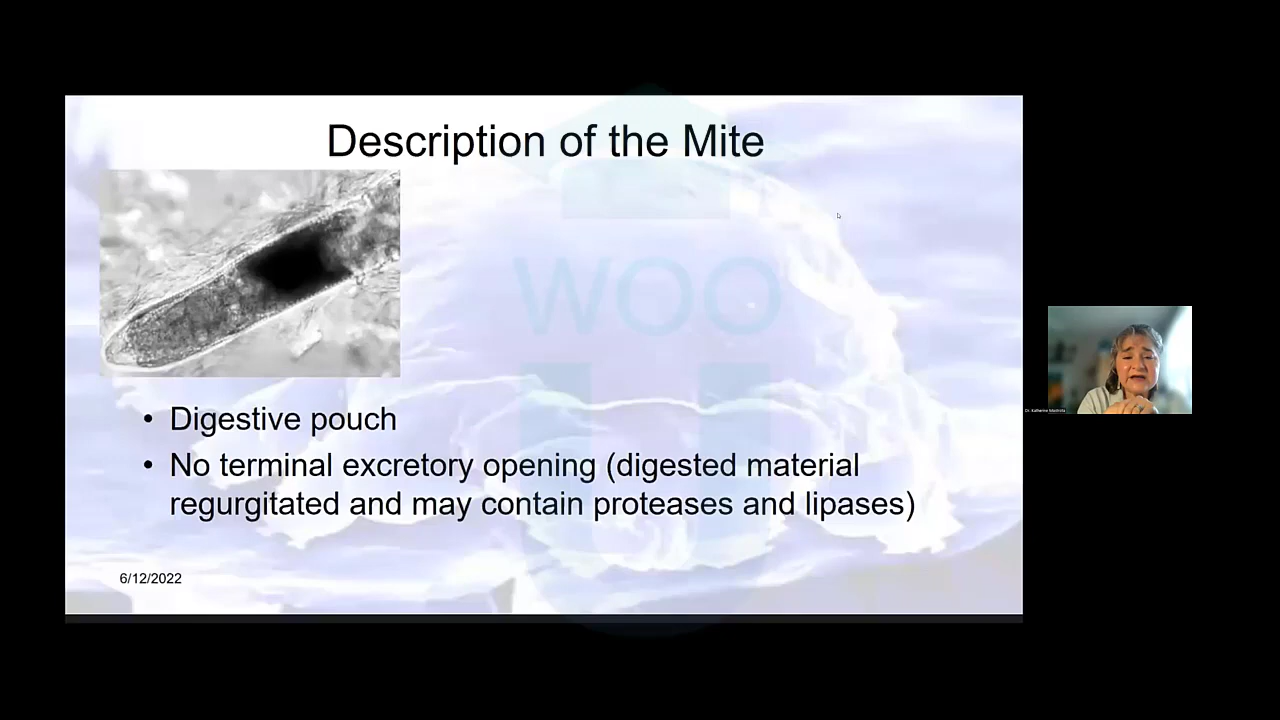 Description of the Mite
WOO
• Digestive pouch
• No terminal excretory opening (digested material
regurgitated and may contain proteases and lipases)
6/12/2022